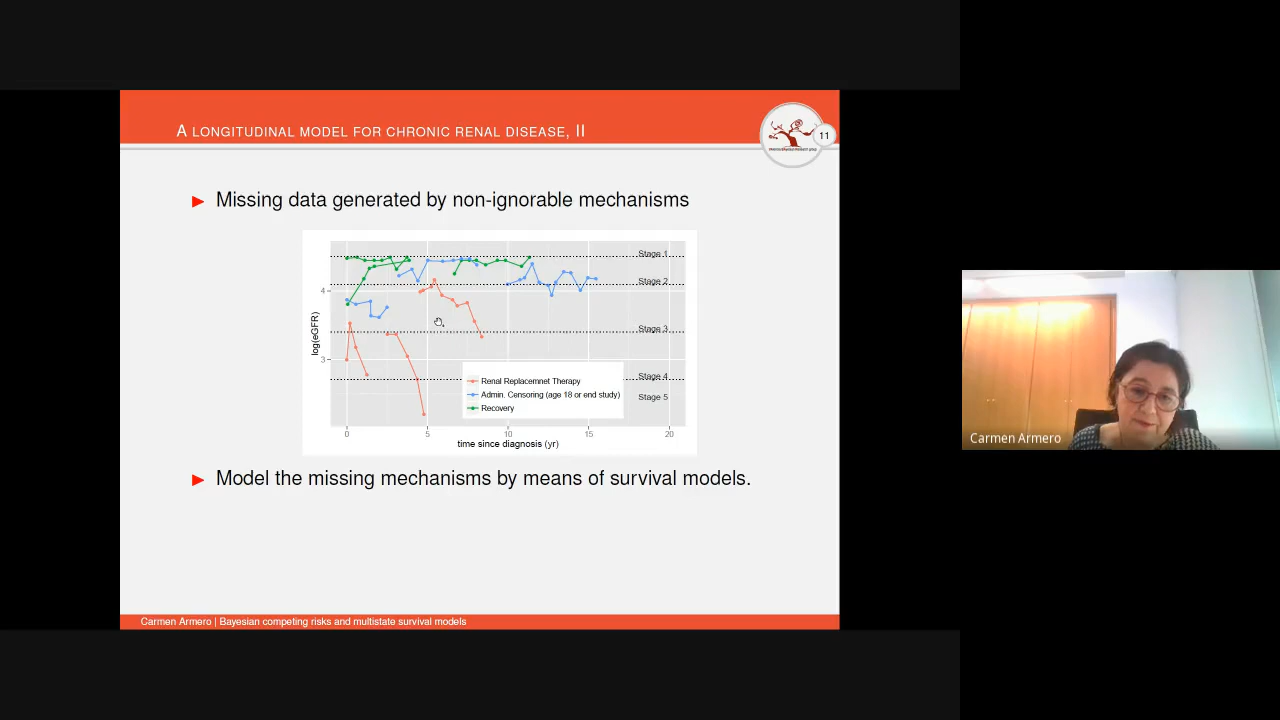 A LONGITUDINAL MODEL FOR CHRONIC RENAL DISEASE, II
11
Missing data generated by non-ignorable mechanisms
Stage 1
Stage 2
Stage 3
Stage 4
Stage 5
4
3
log(eGFR)
Renal Replacemnet Therapy
Admin. Censoring (age 18 or end study)
Recovery
0 5 10 15 20
time since diagnosis (yr)
Model the missing mechanisms by means of survival models.
Carmen Armero | Bayesian competing risks and multistate survival models
Carmen Armero